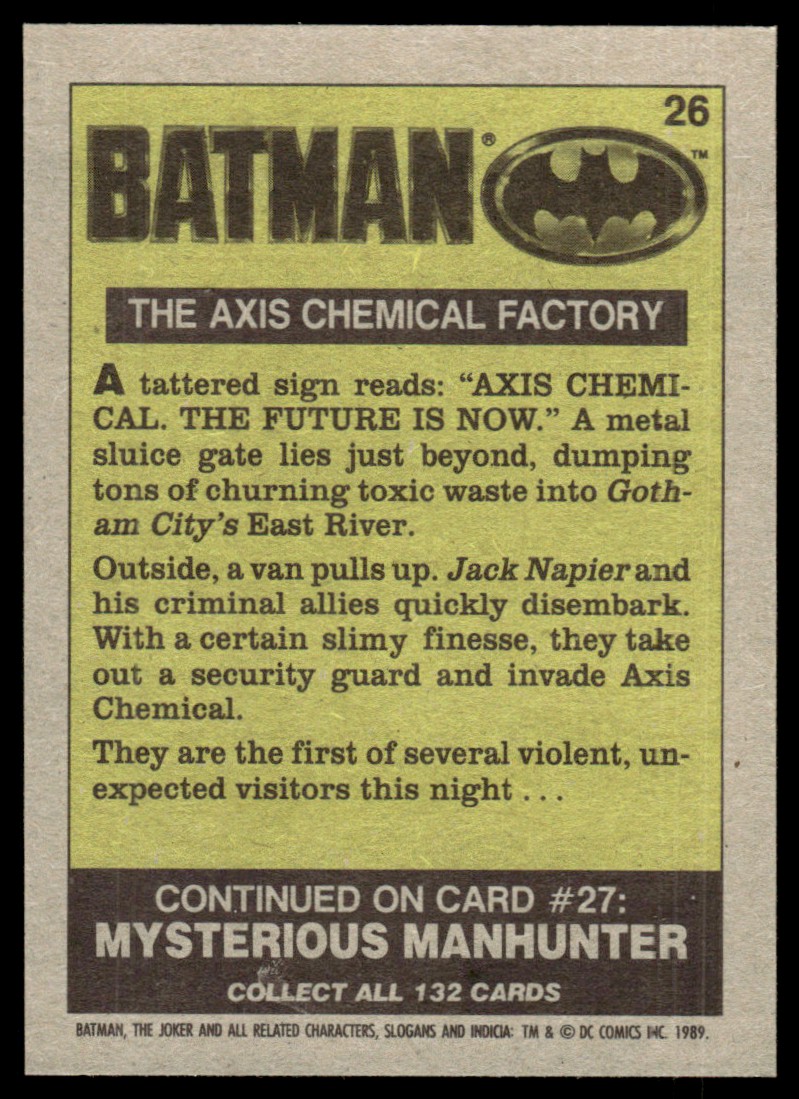 26
BATMAN® ™
THE AXIS CHEMICAL FACTORY
A tattered sign reads: “AXIS CHEMI-
CAL. THE FUTURE IS NOW.” A metal
sluice gate lies just beyond, dumping
tons of churning toxic waste into Goth-
am City’s East River.
Outside, a van pulls up. Jack Napier and
his criminal allies quickly disembark.
With a certain slimy finesse, they take
out a security guard and invade Axis
Chemical.
They are the first of several violent, un-
expected visitors this night . . .
CONTINUED ON CARD #27:
MYSTERIOUS MANHUNTER
COLLECT ALL 132 CARDS
BATMAN, THE JOKER AND ALL RELATED CHARACTERS, SLOGANS AND INDICIA: TM & © DC COMICS INC. 1989.